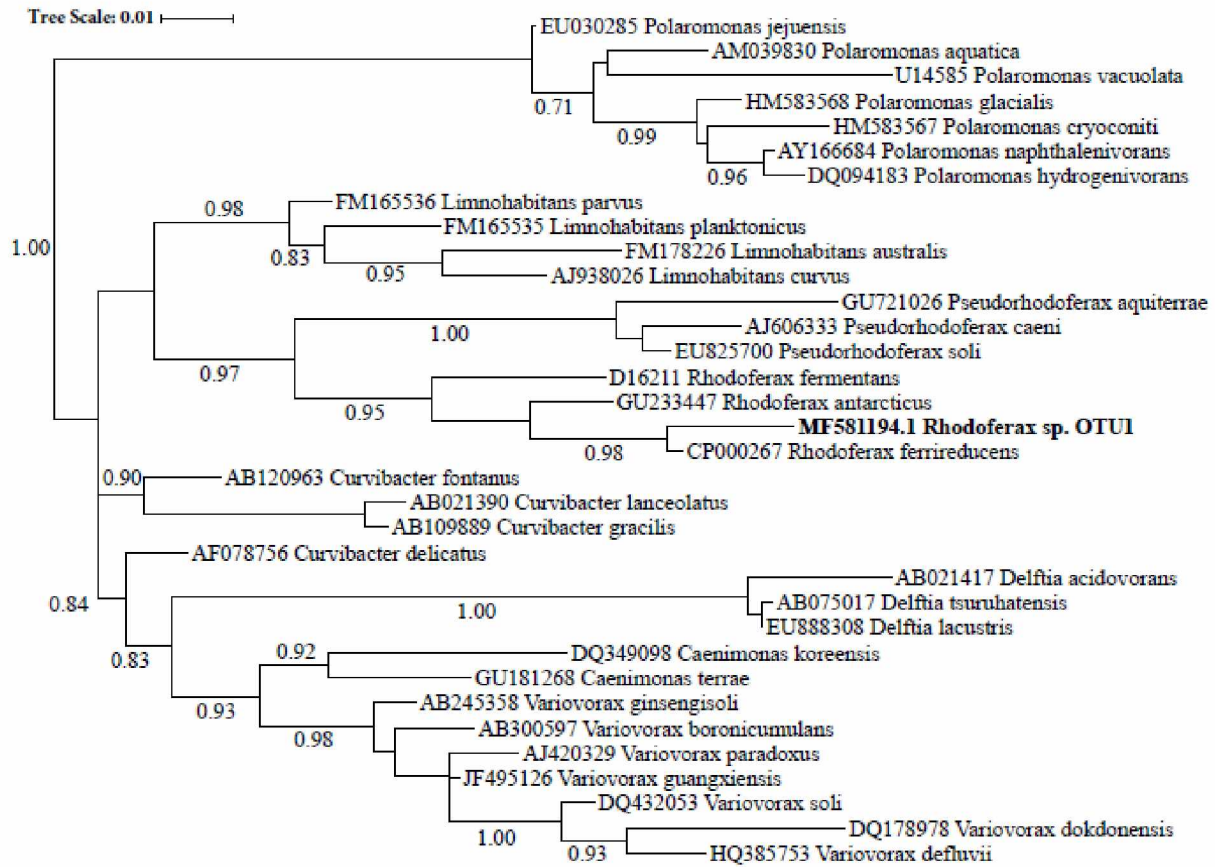 Tree Scale: 0.01
EU030285 Polaromonas jejuensis
AM039830 Polaromonas aquatica
U14585 Polaromonas vacuolata
0.71
HM583568 Polaromonas glacialis
0.99
HM583567 Polaromonas cryoconiti
AY166684 Polaromonas naphthalenivorans
0.96
DQ094183 Polaromonas hydrogenivorans
0.98
FM165536 Limnohabitans parvus
FM165535 Limnohabitans planktonicus
1.00
0.83
FM178226 Limnohabitans australis
0.95
AJ938026 Limnohabitans curvus
GU721026 Pseudorhodoferax aquiterrae
1.00
AJ606333 Pseudorhodoferax caeni
EU825700 Pseudorhodoferax soli
0.97
D16211 Rhodoferax fermentans
0.95
GU233447 Rhodoferax antarcticus
MF581194.1 Rhodoferax sp. OTU1
0.98
CP000267 Rhodoferax ferrireducens
0.90
AB120963 Curvibacter fontanus
AB021390 Curvibacter lanceolatus
AB109889 Curvibacter gracilis
AF078756 Curvibacter delicatus
0.84
AB021417 Delftia acidovorans
1.00
AB075017 Delftia tsuruhatensis
EU888308 Delftia lacustris
0.83
0.92
DQ349098 Caenimonas koreensis
GU181268 Caenimonas terrae
0.93
AB245358 Variovorax ginsengisoli
0.98
AB300597 Variovorax boronicumulans
AJ420329 Variovorax paradoxus
JF495126 Variovorax guangxiensis
DQ432053 Variovorax soli
1.00
DQ178978 Variovorax dokdonensis
0.93
HQ385753 Variovorax defluvii